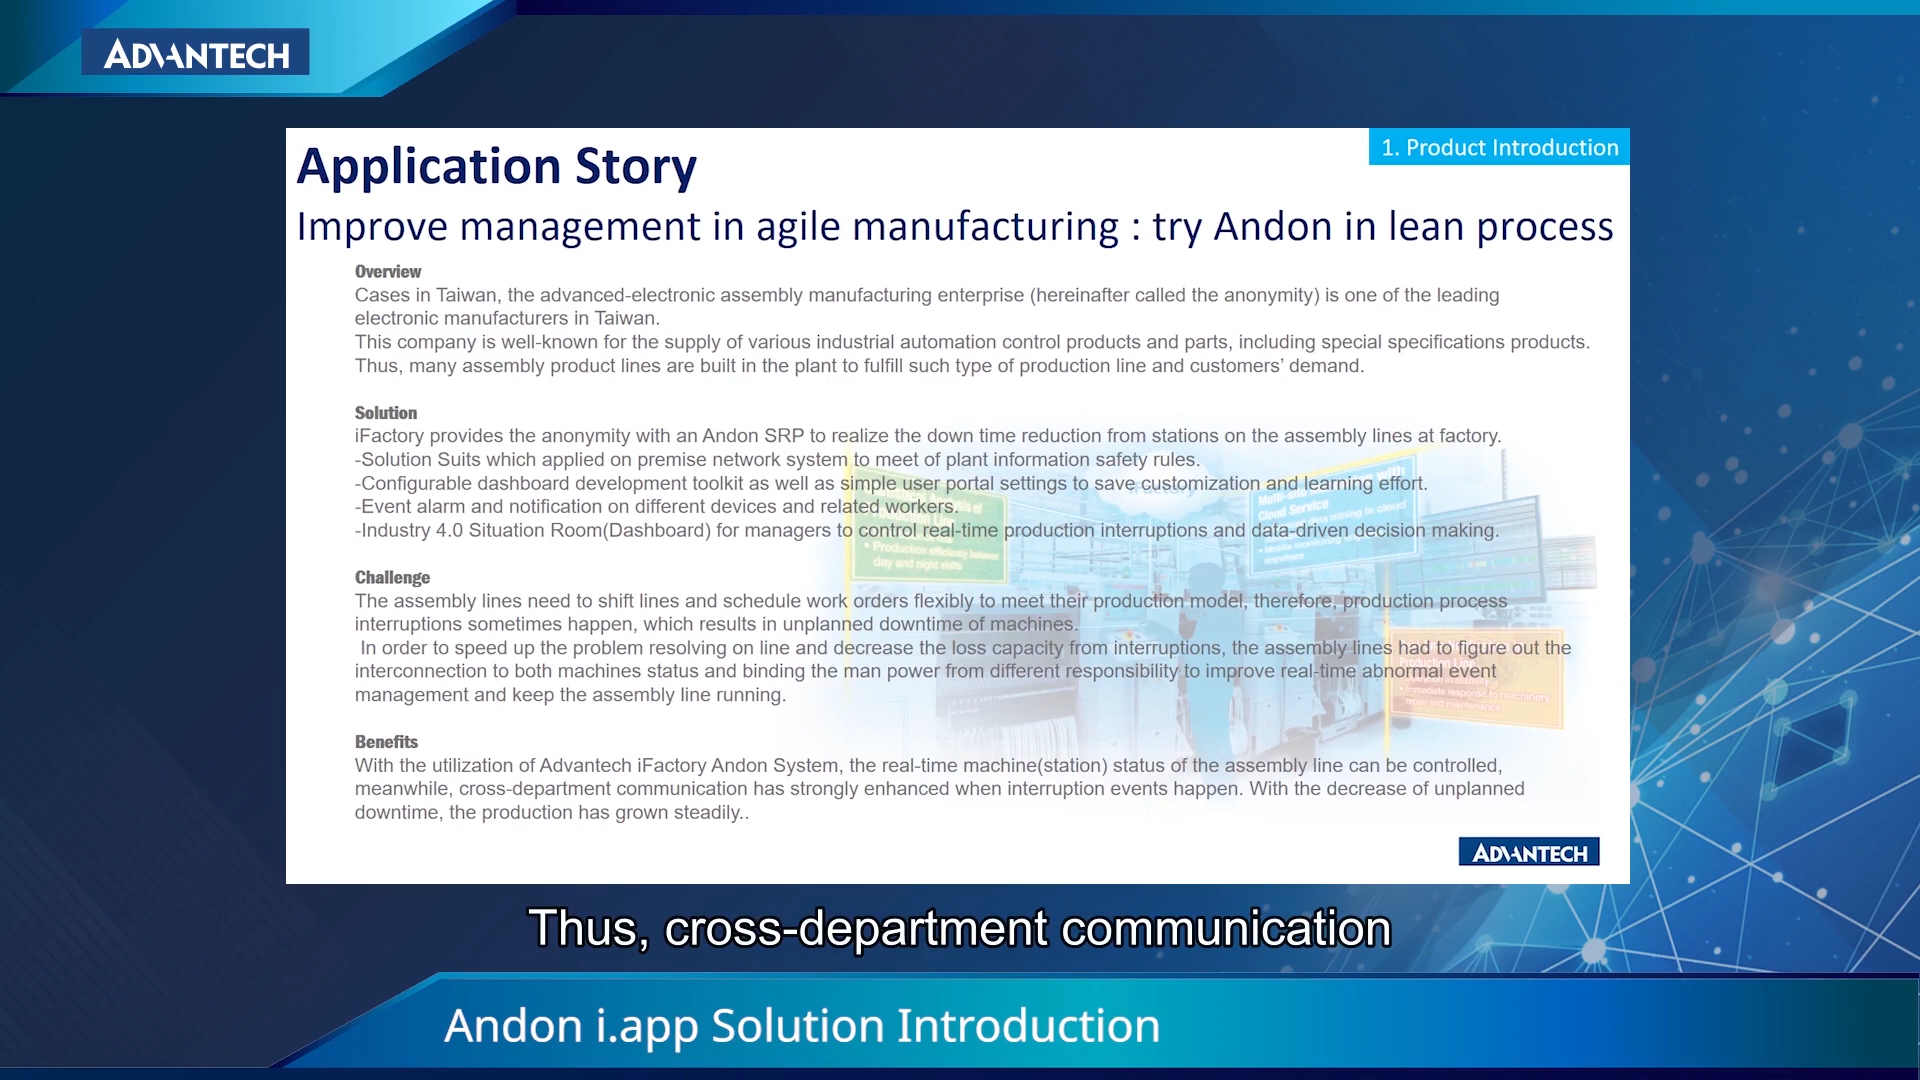 ADVANTECH
1. Product Introduction
Application Story
Improve management in agile manufacturing : try Andon in lean process
Overview
Cases in Taiwan, the advanced-electronic assembly manufacturing enterprise (hereinafter called the anonymity) is one of the leading
electronic manufacturers in Taiwan.
This company is well-known for the supply of various industrial automation control products and parts, including special specifications products.
Thus, many assembly product lines are built in the plant to fulfill such type of production line and customers’ demand.
Solution
iFactory provides the anonymity with an Andon SRP to realize the down time reduction from stations on the assembly lines at factory.
-Solution Suits which applied on premise network system to meet of plant information safety rules.
-Configurable dashboard development toolkit as well as simple user portal settings to save customization and learning effort.
-Event alarm and notification on different devices and related workers.
-Industry 4.0 Situation Room(Dashboard) for managers to control real-time production interruptions and data-driven decision making.
Production efficiency between
day and night shifts
Challenge
The assembly lines need to shift lines and schedule work orders flexibly to meet their production model, therefore, production process
interruptions sometimes happen, which results in unplanned downtime of machines.
In order to speed up the problem resolving on line and decrease the loss capacity from interruptions, the assembly lines had to figure out the
interconnection to both machines status and binding the man power from different responsibility to improve real-time abnormal event
management and keep the assembly line running.
immediate response to machinery
repair and maintenance
Benefits
With the utilization of Advantech iFactory Andon System, the real-time machine(station) status of the assembly line can be controlled,
meanwhile, cross-department communication has strongly enhanced when interruption events happen. With the decrease of unplanned
downtime, the production has grown steadily..
ADVANTECH
Thus, cross-department communication
Andon i.app Solution Introduction